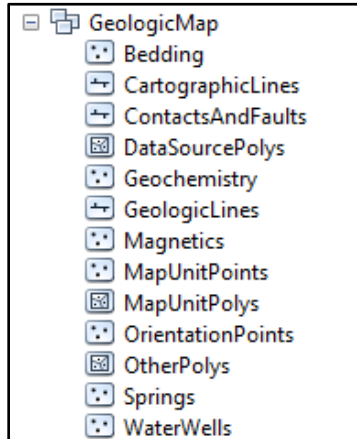 GeologicMap
Bedding
CartographicLines
ContactsAndFaults
DataSourcePolys
Geochemistry
GeologicLines
Magnetics
MapUnitPoints
MapUnitPolys
OrientationPoints
OtherPolys
Springs
WaterWells